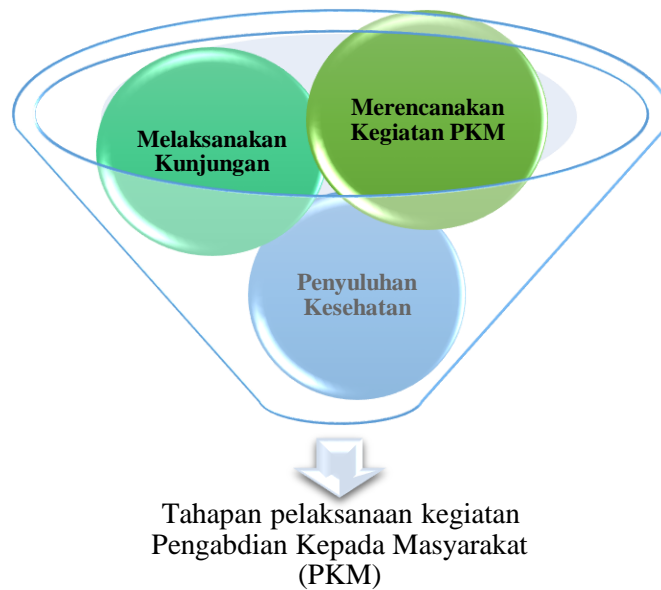 Melaksanakan
Kunjungan
Merencanakan
Kegiatan PKM
Penyuluhan
Kesehatan
Tahapan pelaksanaan kegiatan
Pengabdian Kepada Masyarakat
(PKM)